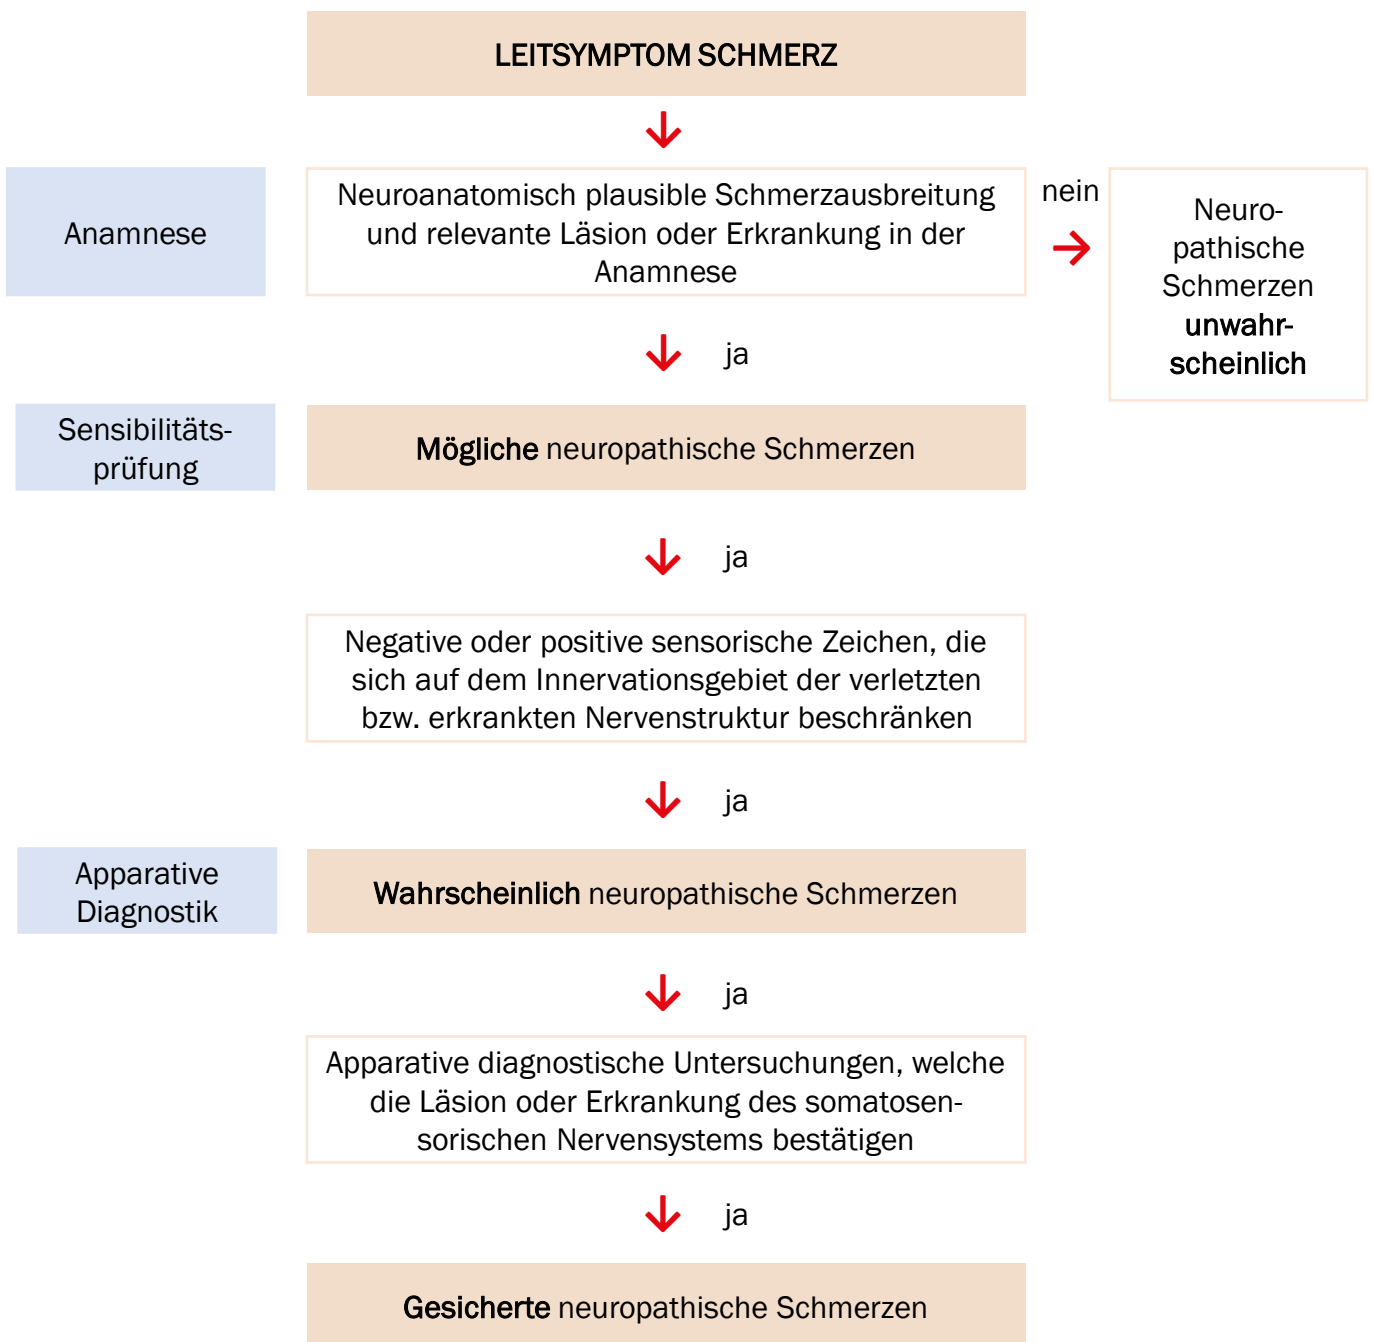 LEITSYMPTOM SCHMERZ
Anamnese
Neuroanatomisch plausible Schmerzausbreitung
und relevante Läsion oder Erkrankung in der
Anamnese
nein
Neuro-
pathische
Schmerzen
unwahr-
scheinlich
ja
Sensibilitäts-
prüfung
Mögliche neuropathische Schmerzen
ja
Negative oder positive sensorische Zeichen, die
sich auf dem Innervationsgebiet der verletzten
bzw. erkrankten Nervenstruktur beschränken
ja
Apparative
Diagnostik
Wahrscheinlich neuropathische Schmerzen
ja
Apparative diagnostische Untersuchungen, welche
die Läsion oder Erkrankung des somatosen-
sorischen Nervensystems bestätigen
ja
Gesicherte neuropathische Schmerzen